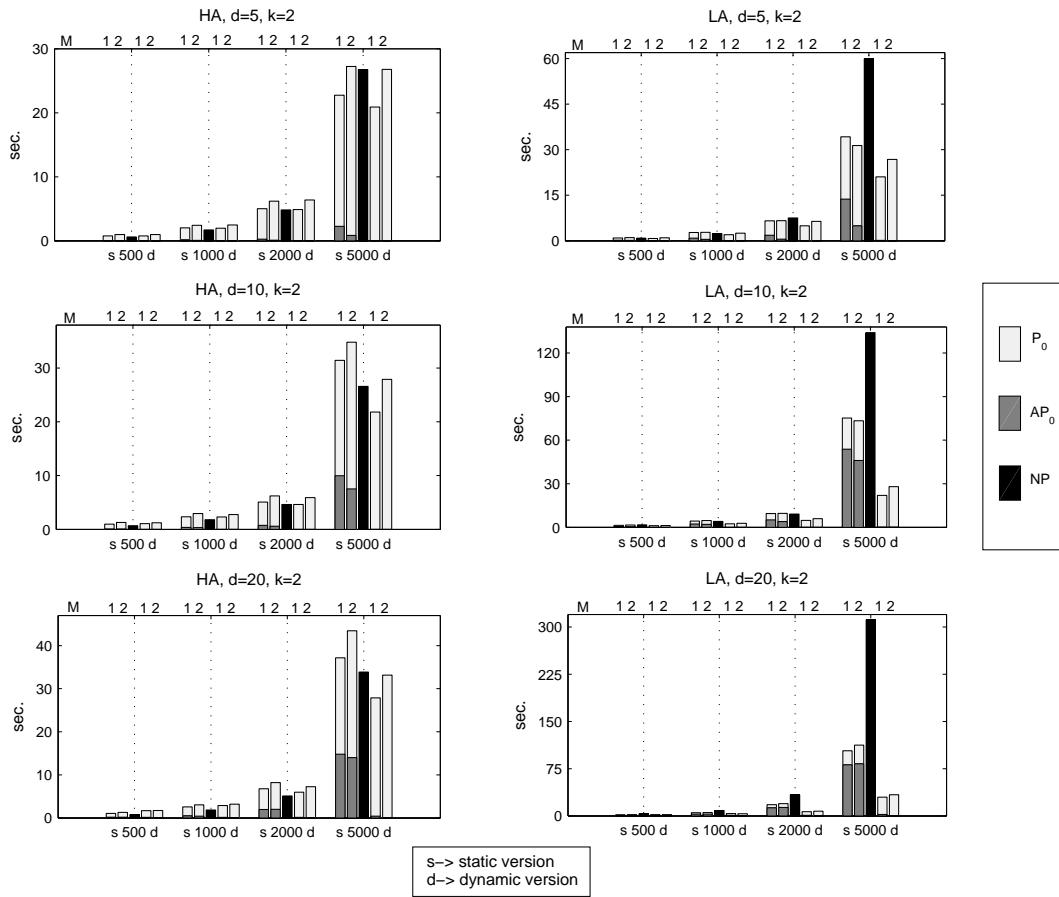 HA, d=5, k=2
M 1 2 1 2 1 2 1 2 1 2 1 2 1 2 1 2
30
20
10
0
sec.
s 500 d s 1000 d s 2000 d s 5000 d
LA, d=5, k=2
M 1 2 1 2 1 2 1 2 1 2 1 2 1 2 1 2
60
45
30
15
0
sec.
s 500 d s 1000 d s 2000 d s 5000 d
HA, d=10, k=2
M 1 2 1 2 1 2 1 2 1 2 1 2 1 2 1 2
30
20
10
0
sec.
s 500 d s 1000 d s 2000 d s 5000 d
LA, d=10, k=2
M 1 2 1 2 1 2 1 2 1 2 1 2 1 2 1 2
120
90
60
30
0
sec.
s 500 d s 1000 d s 2000 d s 5000 d
HA, d=20, k=2
M 1 2 1 2 1 2 1 2 1 2 1 2 1 2 1 2
40
30
20
10
0
sec.
s 500 d s 1000 d s 2000 d s 5000 d
LA, d=20, k=2
M 1 2 1 2 1 2 1 2 1 2 1 2 1 2 1 2
300
225
150
75
0
sec.
s 500 d s 1000 d s 2000 d s 5000 d
P0
AP0
NP
s−> static version
d−> dynamic version